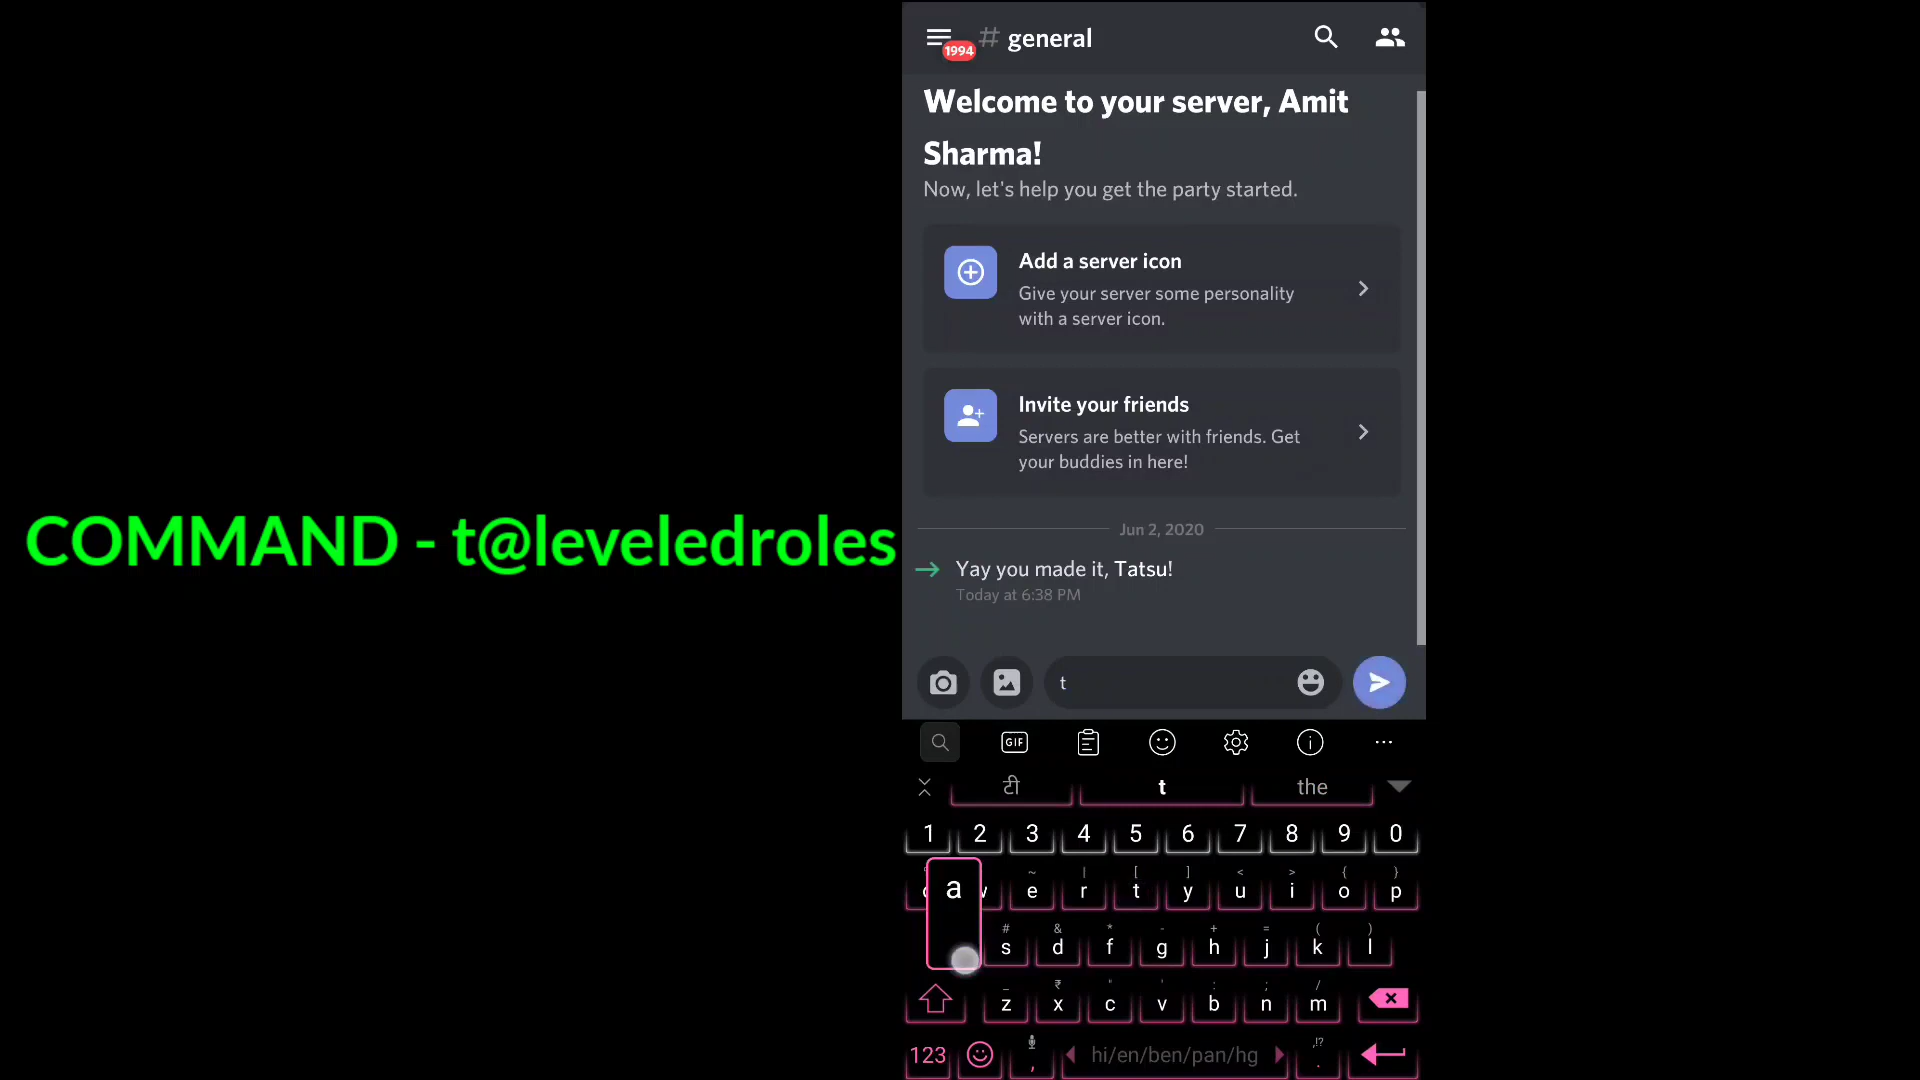 COMMAND - t@leveledroles
1994
# general
Welcome to your server, Amit
Sharma!
Now, let's help you get the party started.
Add a server icon
Give your server some personality
with a server icon.
Invite your friends
Servers are better with friends. Get
your buddies in here!
Jun 2, 2020
Yay you made it, Tatsu!
Today at 6:38 PM
t
GIF
टी t the
1 2 3 4 5 6 7 8 9 0
~ | [ ] < > { }
e r t y u i o p
a
# & * - + = ( )
s d f g h j k l
_ ₹ " ' : ; /
z x c v b n m
123 , hi/en/ben/pan/hg ,!? .